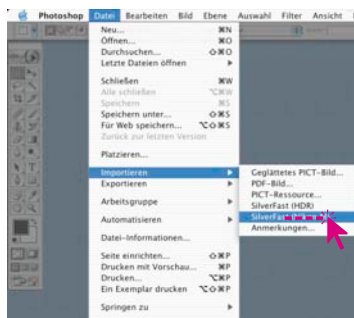 Photoshop Datei Bearbeiten Bild Ebene Auswahl Filter Ansicht
Neu... ⌘N
Öffnen... ⌘O
Durchsuchen... ⇧⌘O
Letzte Dateien öffnen ▶
Schließen ⌘W
Alle schließen ⌥⌘W
Speichern ⌘S
Speichern unter... ⇧⌘S
Für Web speichern... ⌥⇧⌘S
Zurück zur letzten Version
Platzieren...
Importieren ▶
Geglättetes PICT-Bild...
Exportieren ▶
PDF-Bild...
PICT-Ressource...
Arbeitsgruppe ▶
SilverFast (HDR)
Automatisieren ▶
SilverFast
Anmerkungen...
Datei-Informationen...
Seite einrichten... ⇧⌘P
Drucken mit Vorschau... ⌘P
Drucken... ⌥⌘P
Ein Exemplar drucken ⌥⇧⌘P
Springen zu ▶